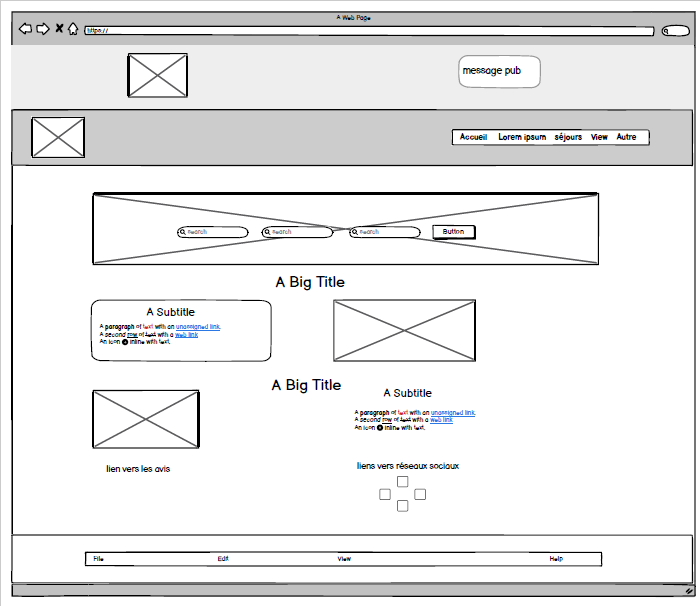 A Web Page
https://
message pub
Accueil Lorem ipsum séjours View Autre
search search search Button
A Big Title
A Subtitle
A paragraph of text with an unassigned link.
A second row of text with a web link
An icon inline with text.
A Big Title
A Subtitle
A paragraph of text with an unassigned link.
A second row of text with a web link
An icon inline with text.
lien vers les avis
liens vers réseaux sociaux
File Edit View Help